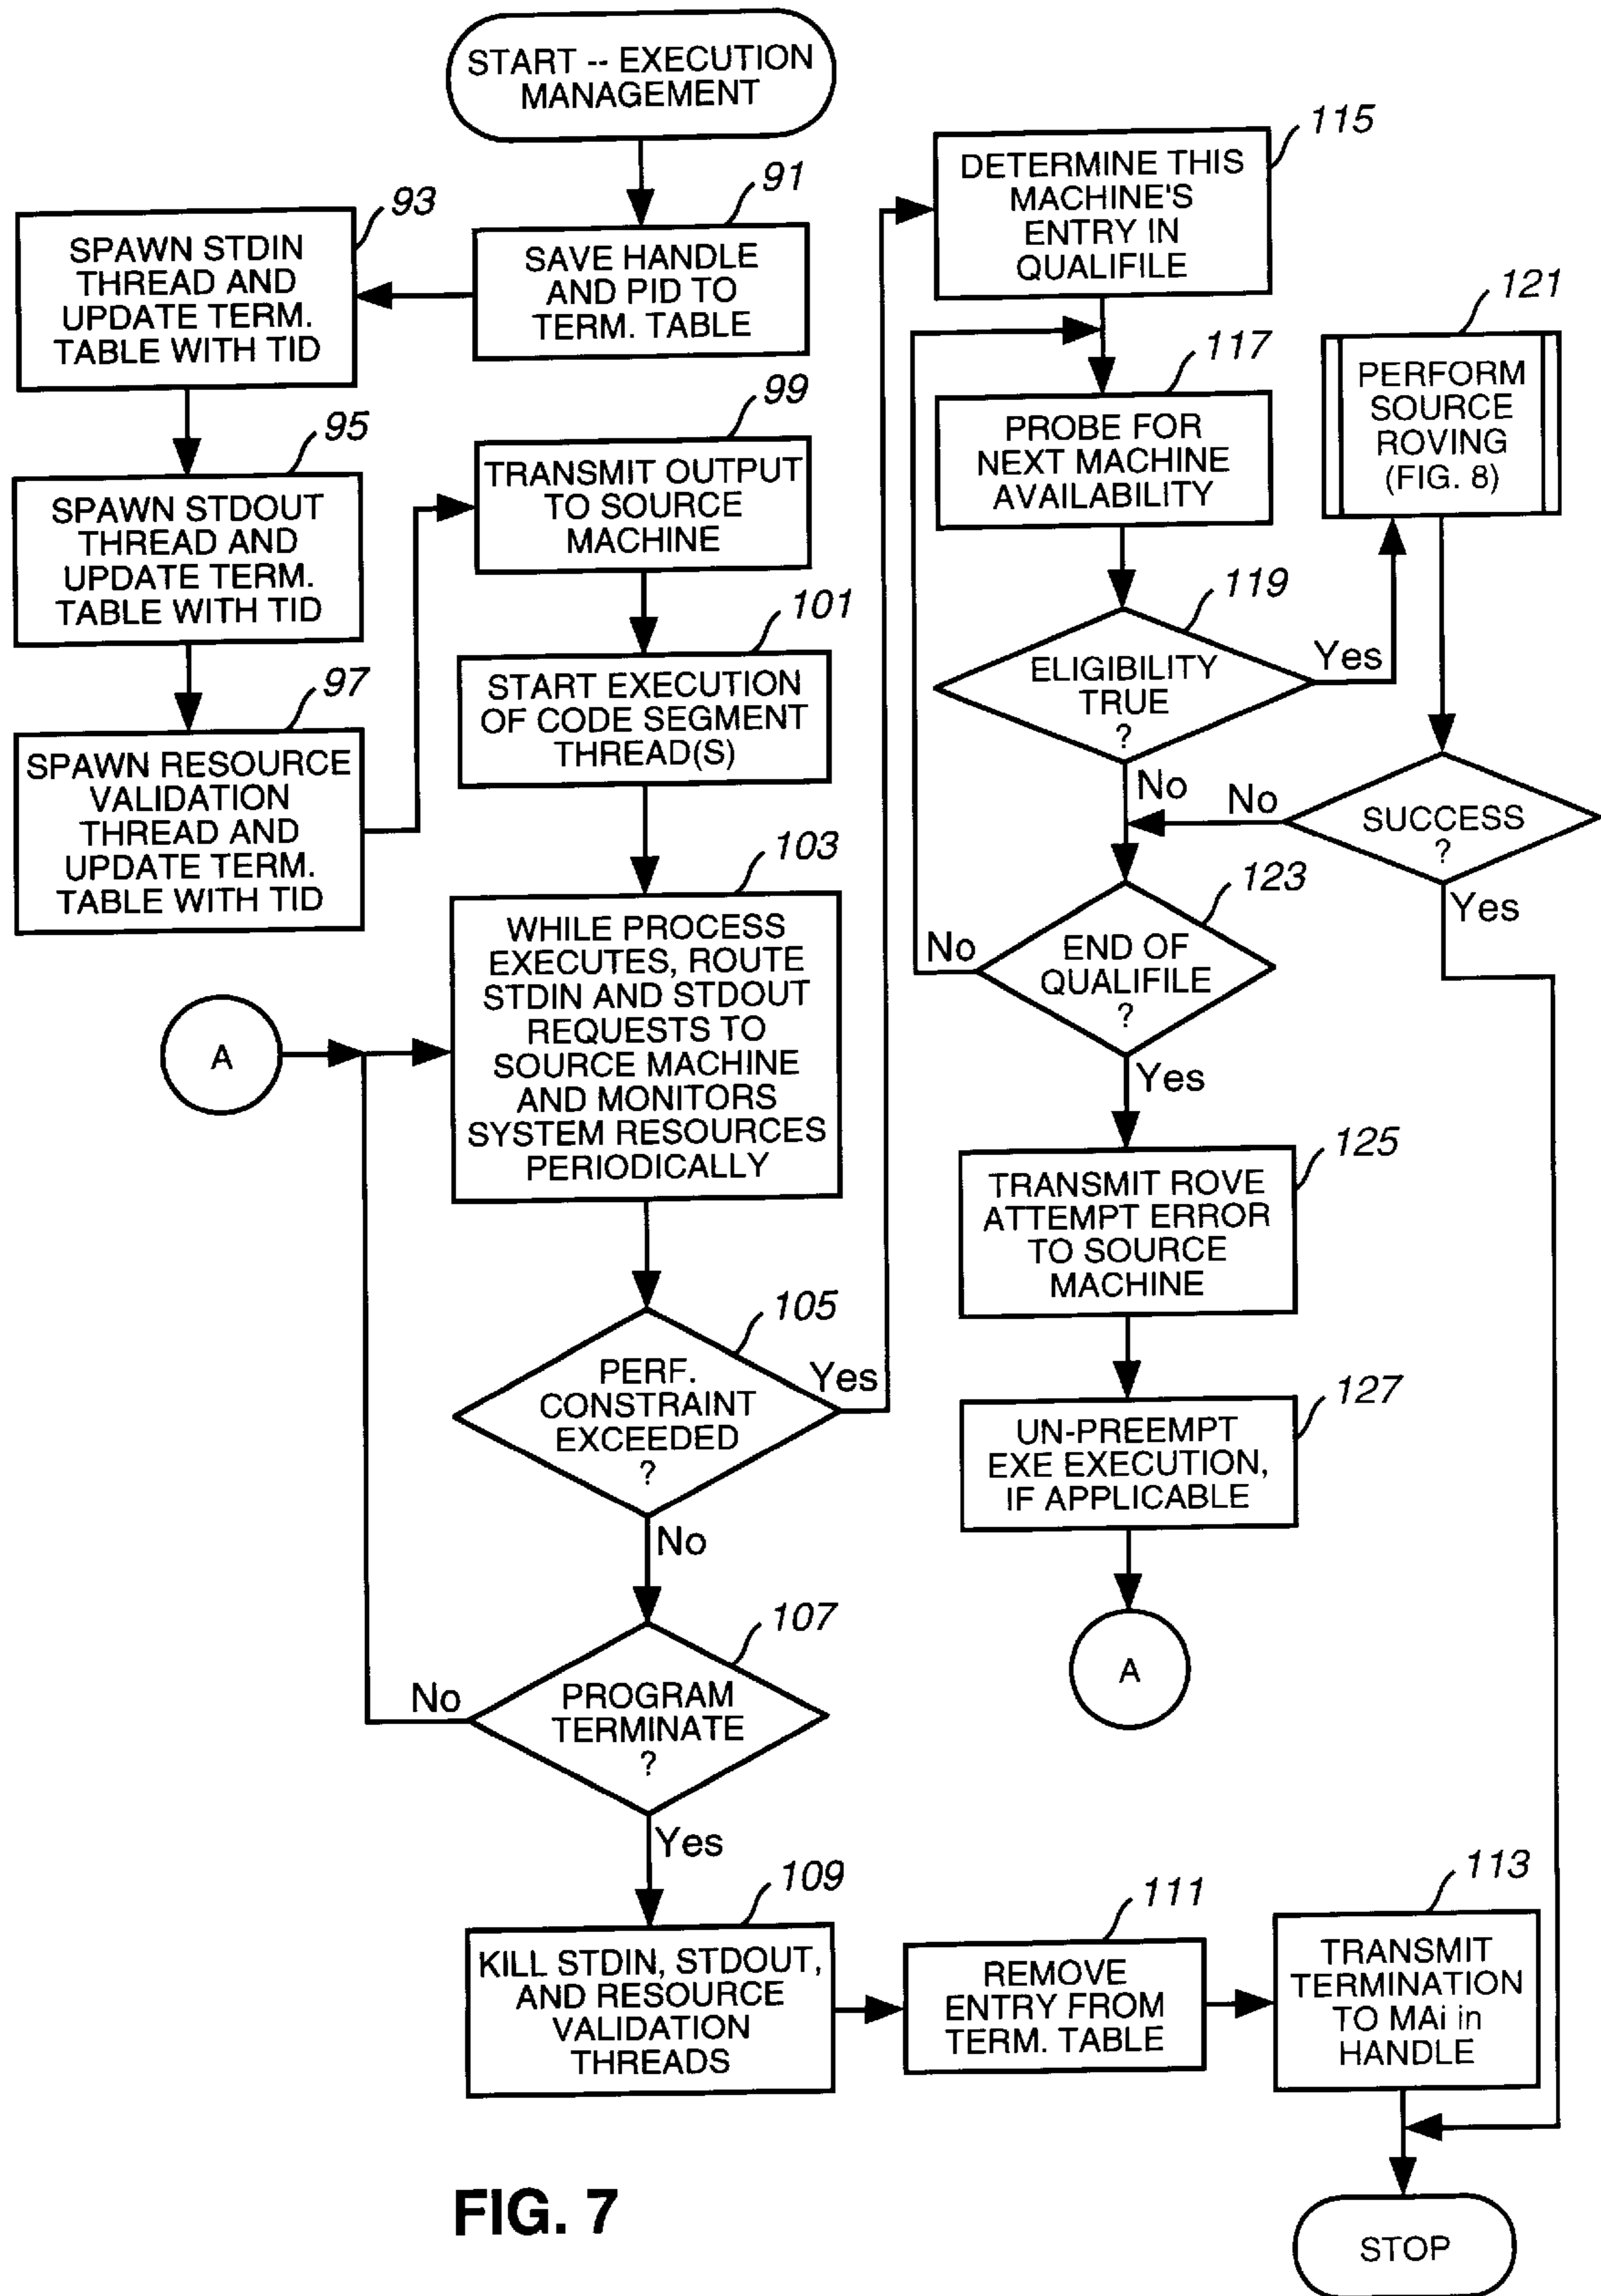 START -- EXECUTION
MANAGEMENT
91
SAVE HANDLE
AND PID TO
TERM. TABLE
93
SPAWN STDIN
THREAD AND
UPDATE TERM.
TABLE WITH TID
95
SPAWN STDOUT
THREAD AND
UPDATE TERM.
TABLE WITH TID
97
SPAWN RESOURCE
VALIDATION
THREAD AND
UPDATE TERM.
TABLE WITH TID
99
TRANSMIT OUTPUT
TO SOURCE
MACHINE
101
START EXECUTION
OF CODE SEGMENT
THREAD(S)
103
WHILE PROCESS
EXECUTES, ROUTE
STDIN AND STDOUT
REQUESTS TO
SOURCE MACHINE
AND MONITORS
SYSTEM RESOURCES
PERIODICALLY
A
105
PERF.
CONSTRAINT
EXCEEDED
?
Yes
No
107
PROGRAM
TERMINATE
?
No
Yes
109
KILL STDIN, STDOUT,
AND RESOURCE
VALIDATION
THREADS
111
REMOVE
ENTRY FROM
TERM. TABLE
113
TRANSMIT
TERMINATION
TO MAi in
HANDLE
115
DETERMINE THIS
MACHINE'S
ENTRY IN
QUALIFILE
117
PROBE FOR
NEXT MACHINE
AVAILABILITY
119
ELIGIBILITY
TRUE
?
Yes
No
121
PERFORM
SOURCE
ROVING
(FIG. 8)
SUCCESS
?
No
Yes
123
END OF
QUALIFILE
?
No
Yes
125
TRANSMIT ROVE
ATTEMPT ERROR
TO SOURCE
MACHINE
127
UN-PREEMPT
EXE EXECUTION,
IF APPLICABLE
A
STOP
FIG. 7